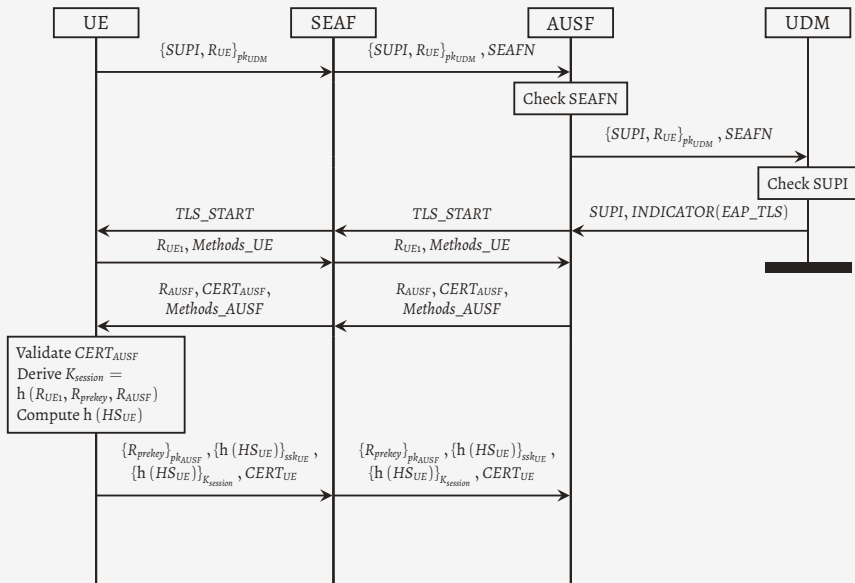 UE SEAF AUSF UDM
{SUPI, R_UE}_pk_UDM {SUPI, R_UE}_pk_UDM , SEAFN
Check SEAFN
{SUPI, R_UE}_pk_UDM , SEAFN
Check SUPI
TLS_START TLS_START SUPI, INDICATOR(EAP_TLS)
R_UE1, Methods_UE R_UE1, Methods_UE
R_AUSF, CERT_AUSF, R_AUSF, CERT_AUSF,
Methods_AUSF Methods_AUSF
Validate CERT_AUSF
Derive K_session =
h (R_UE1, R_prekey, R_AUSF)
Compute h (HS_UE)
{R_prekey}_pk_AUSF , {h (HS_UE)}_ssk_UE , {R_prekey}_pk_AUSF , {h (HS_UE)}_ssk_UE ,
{h (HS_UE)}_K_session , CERT_UE {h (HS_UE)}_K_session , CERT_UE